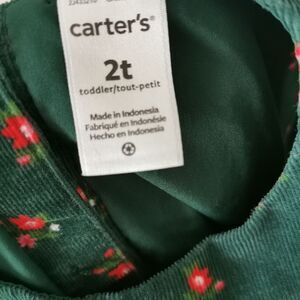 carter's®
2t
toddler/tout-petit
Made in Indonesia
Fabriqué en Indonésie
Hecho en Indonesia